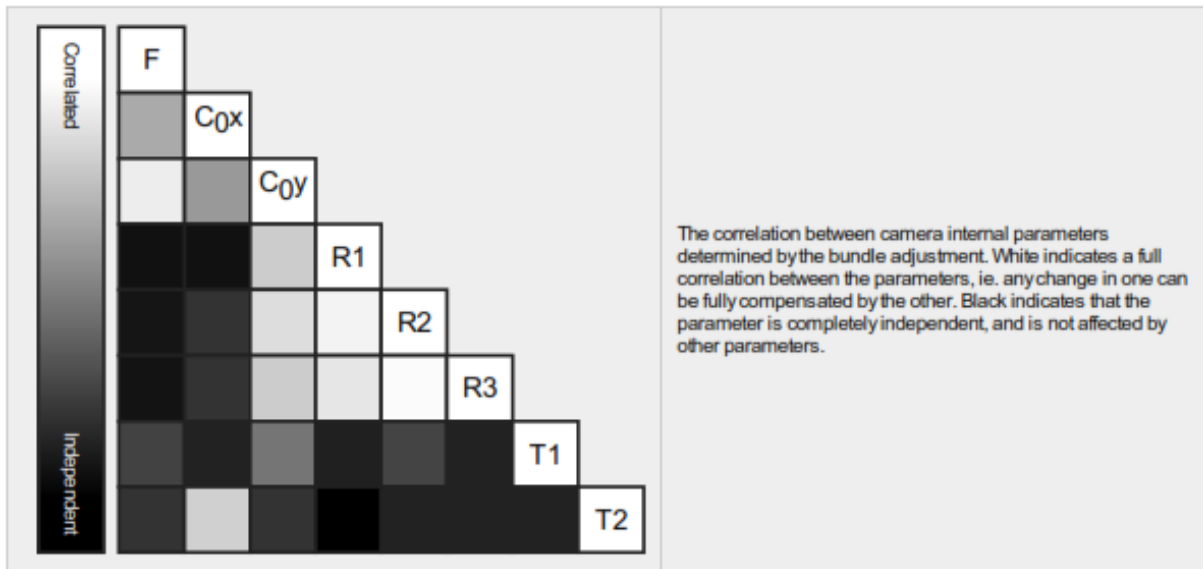 Correlated
Independent
F
C0x
C0y
R1
R2
R3
T1
T2
The correlation between camera internal parameters
determined by the bundle adjustment. White indicates a full
correlation between the parameters, ie. any change in one can
be fully compensated by the other. Black indicates that the
parameter is completely independent, and is not affected by
other parameters.